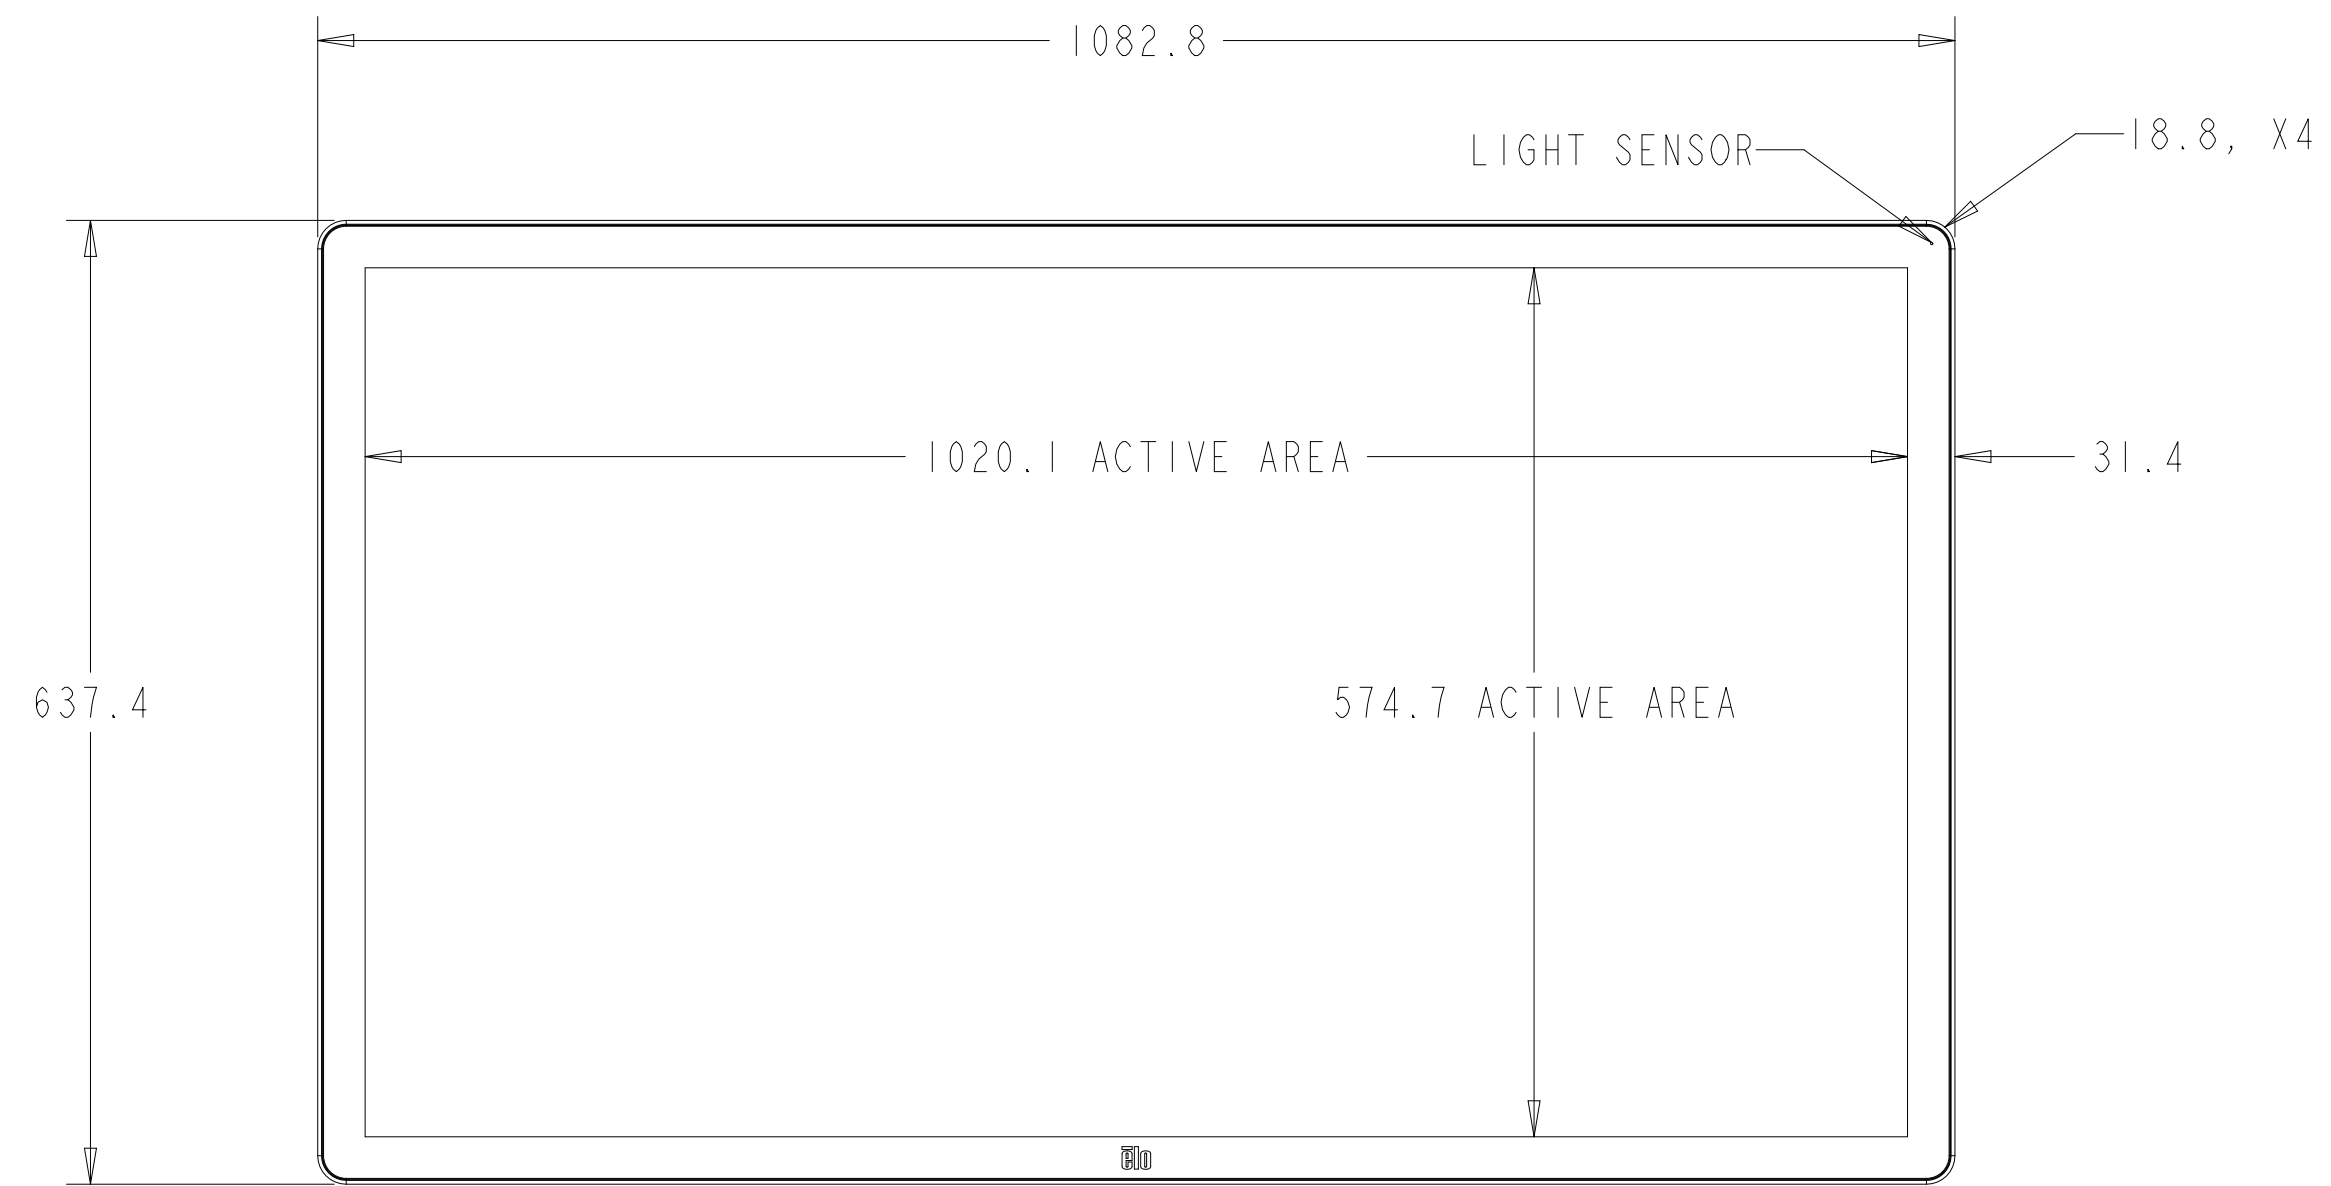 1082.8
LIGHT SENSOR
18.8, X4
1020.1 ACTIVE AREA
31.4
637.4
574.7 ACTIVE AREA
ēlo